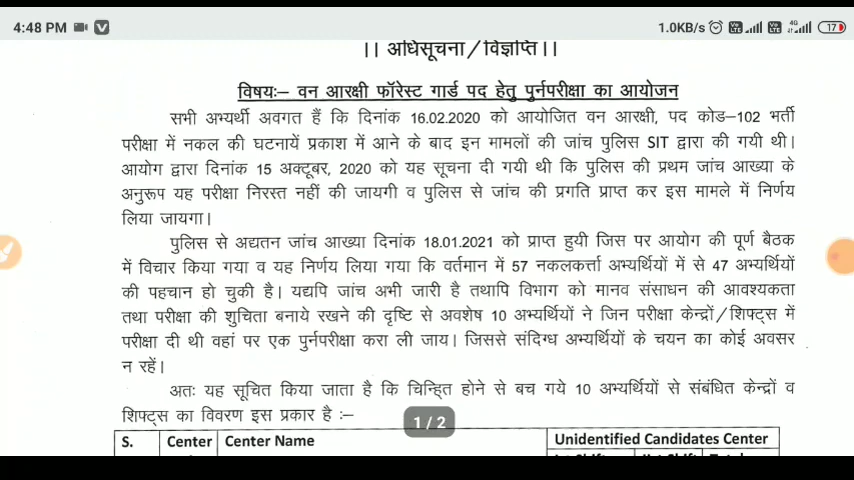 4:48 PM
1.0KB/s 4G 17
।। अधिसूचना/विज्ञप्ति।।
विषयः– वन आरक्षी फॉरेस्ट गार्ड पद हेतु पुर्नपरीक्षा का आयोजन
सभी अभ्यर्थी अवगत हैं कि दिनांक 16.02.2020 को आयोजित वन आरक्षी, पद कोड–102 भर्ती
परीक्षा में नकल की घटनायें प्रकाश में आने के बाद इन मामलों की जांच पुलिस SIT द्वारा की गयी थी।
आयोग द्वारा दिनांक 15 अक्टूबर, 2020 को यह सूचना दी गयी थी कि पुलिस की प्रथम जांच आख्या के
अनुरूप यह परीक्षा निरस्त नहीं की जायगी व पुलिस से जांच की प्रगति प्राप्त कर इस मामले में निर्णय
लिया जायगा।
पुलिस से अद्यतन जांच आख्या दिनांक 18.01.2021 को प्राप्त हुयी जिस पर आयोग की पूर्ण बैठक
में विचार किया गया व यह निर्णय लिया गया कि वर्तमान में 57 नकलकर्त्ता अभ्यर्थियों में से 47 अभ्यर्थियों
की पहचान हो चुकी है। यद्यपि जांच अभी जारी है तथापि विभाग को मानव संसाधन की आवश्यकता
तथा परीक्षा की शुचिता बनाये रखने की दृष्टि से अवशेष 10 अभ्यर्थियों ने जिन परीक्षा केन्द्रों/शिफ्ट्स में
परीक्षा दी थी वहां पर एक पुर्नपरीक्षा करा ली जाय। जिससे संदिग्ध अभ्यर्थियों के चयन का कोई अवसर
न रहें।
अतः यह सूचित किया जाता है कि चिन्हित होने से बच गये 10 अभ्यर्थियों से संबंधित केन्द्रों व
शिफ्ट्स का विवरण इस प्रकार है :–
1 / 2
S. Center Center Name Unidentified Candidates Center